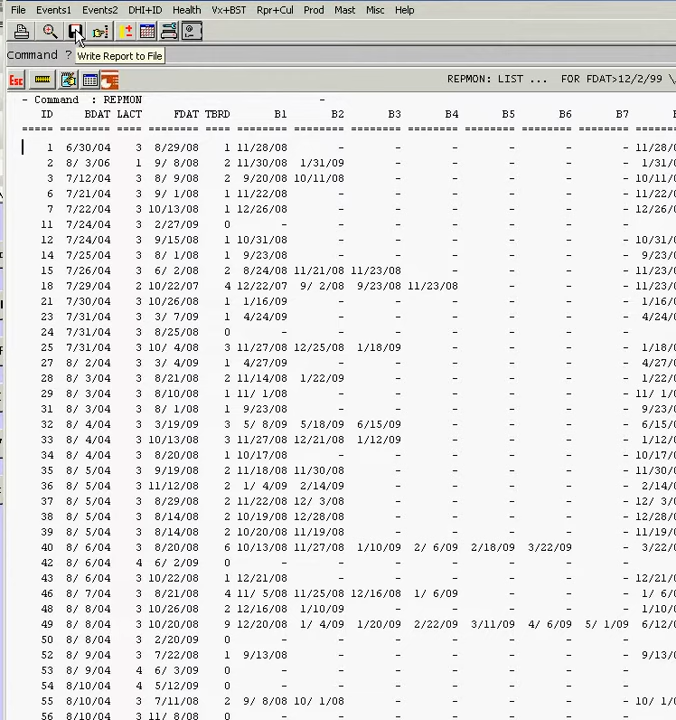 File Events1 Events2 DHI+ID Health Vx+BST Rpr+Cul Prod Mast Misc Help
Command ?
Write Report to File
Esc REPMON: LIST ... FOR FDAT>12/2/99 \
- Command : REPMON -
ID BDAT LACT FDAT TBRD B1 B2 B3 B4 B5 B6 B7
===== ====== ==== ====== ==== ======== ======== ======== ======== ======== ======== ========
1 6/30/04 3 8/29/08 1 11/28/08 - - - - - - 11/28/0
2 8/ 3/06 1 9/ 8/08 2 11/30/08 1/31/09 - - - - - 1/31/0
3 7/12/04 3 8/ 9/08 2 9/20/08 10/11/08 - - - - - 10/11/0
6 7/21/04 3 9/ 1/08 1 11/22/08 - - - - - - 11/22/0
7 7/22/04 3 10/13/08 1 12/26/08 - - - - - - 12/26/0
11 7/24/04 3 2/27/09 0 - - - - - - - -
12 7/24/04 3 9/15/08 1 10/31/08 - - - - - - 10/31/0
14 7/25/04 3 8/ 1/08 1 9/23/08 - - - - - - 9/23/0
15 7/26/04 3 6/ 2/08 2 8/24/08 11/21/08 11/23/08 - - - - 11/23/0
18 7/29/04 2 10/22/07 4 12/22/07 9/ 2/08 9/23/08 11/23/08 - - - 11/23/0
21 7/30/04 3 10/26/08 1 1/16/09 - - - - - - 1/16/0
23 7/31/04 3 3/ 7/09 1 4/24/09 - - - - - - 4/24/0
24 7/31/04 3 8/25/08 0 - - - - - - - -
25 7/31/04 3 10/ 4/08 3 11/27/08 12/25/08 1/18/09 - - - - 1/18/0
27 8/ 2/04 3 3/ 4/09 1 4/27/09 - - - - - - 4/27/0
28 8/ 3/04 3 8/21/08 2 11/14/08 1/22/09 - - - - - 1/22/0
29 8/ 3/04 3 8/10/08 1 11/ 1/08 - - - - - - 11/ 1/0
31 8/ 3/04 3 8/ 1/08 1 9/23/08 - - - - - - 9/23/0
32 8/ 4/04 3 3/19/09 3 5/ 8/09 5/18/09 6/15/09 - - - - 6/15/0
33 8/ 4/04 3 10/13/08 3 11/27/08 12/21/08 1/12/09 - - - - 1/12/0
34 8/ 4/04 3 8/20/08 1 10/17/08 - - - - - - 10/17/0
35 8/ 5/04 3 9/19/08 2 11/18/08 11/30/08 - - - - - 11/30/0
36 8/ 5/04 3 11/12/08 2 1/ 4/09 2/14/09 - - - - - 2/14/0
37 8/ 5/04 3 8/29/08 2 11/22/08 12/ 3/08 - - - - - 12/ 3/0
38 8/ 5/04 3 8/14/08 2 10/19/08 12/28/08 - - - - - 12/28/0
39 8/ 5/04 3 8/14/08 2 10/20/08 11/19/08 - - - - - 11/19/0
40 8/ 6/04 3 8/20/08 6 10/13/08 11/27/08 1/10/09 2/ 6/09 2/18/09 3/22/09 - 3/22/0
42 8/ 6/04 4 6/ 2/09 0 - - - - - - - -
43 8/ 6/04 3 10/22/08 1 12/21/08 - - - - - - 12/21/0
46 8/ 7/04 3 8/21/08 4 11/ 5/08 11/25/08 12/16/08 1/ 6/09 - - - 1/ 6/0
48 8/ 8/04 3 10/26/08 2 12/16/08 1/10/09 - - - - - 1/10/0
49 8/ 8/04 3 10/20/08 9 12/20/08 1/ 4/09 1/20/09 2/22/09 3/11/09 4/ 6/09 5/ 1/09 6/12/0
50 8/ 8/04 3 2/20/09 0 - - - - - - - -
52 8/ 9/04 3 7/22/08 1 9/13/08 - - - - - - 9/13/0
53 8/ 9/04 4 6/ 3/09 0 - - - - - - - -
54 8/10/04 4 5/12/09 0 - - - - - - - -
55 8/10/04 3 7/11/08 2 9/ 8/08 10/ 1/08 - - - - - 10/ 1/0
56 8/10/04 3 11/ 8/08 0 - - - - - - - -